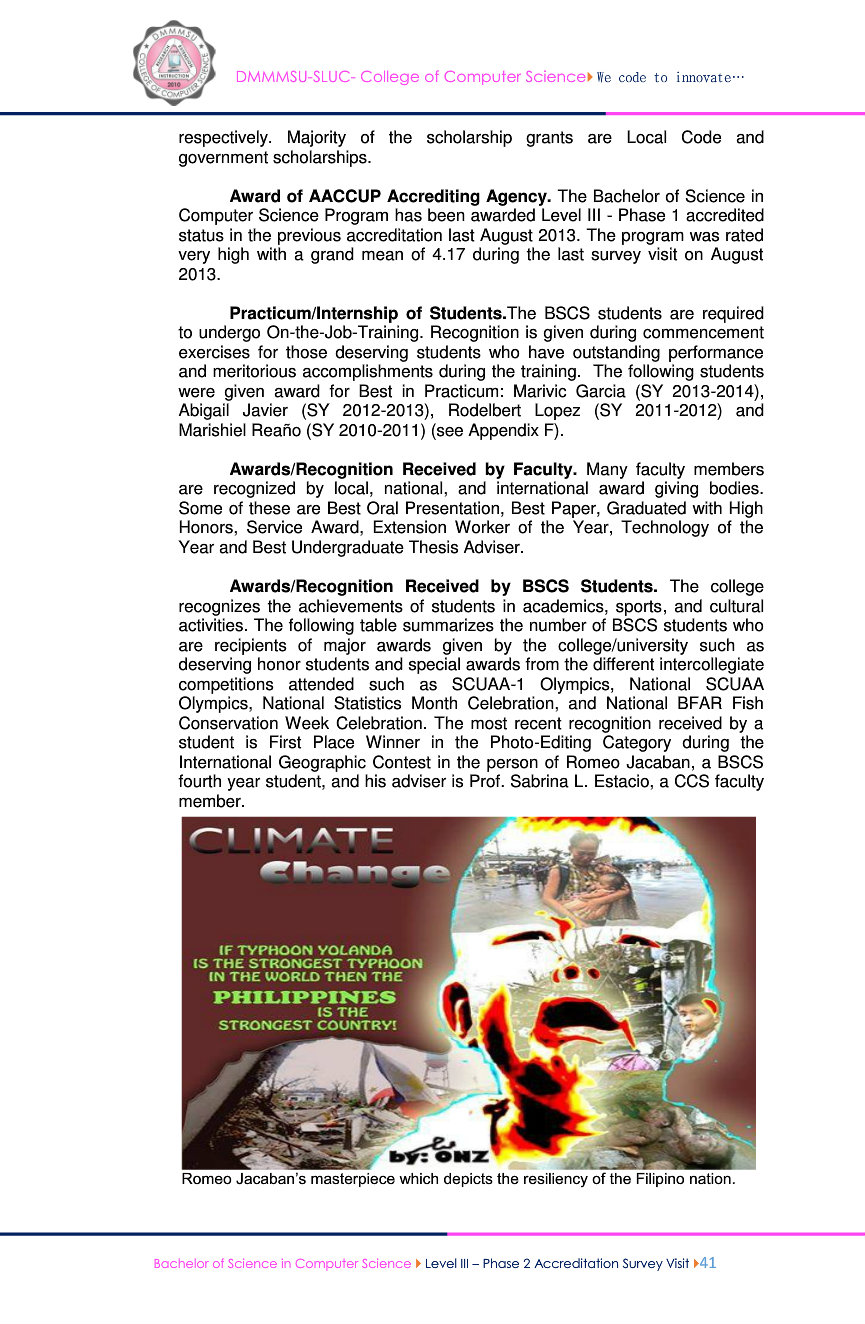 DMMMSU
COLLEGE OF COMPUTER SCIENCE
RESEARCH
EXTENSION
INSTRUCTION
2010
DMMMSU-SLUC- College of Computer Science We code to innovate…
respectively. Majority of the scholarship grants are Local Code and
government scholarships.
Award of AACCUP Accrediting Agency. The Bachelor of Science in
Computer Science Program has been awarded Level III - Phase 1 accredited
status in the previous accreditation last August 2013. The program was rated
very high with a grand mean of 4.17 during the last survey visit on August
2013.
Practicum/Internship of Students.The BSCS students are required
to undergo On-the-Job-Training. Recognition is given during commencement
exercises for those deserving students who have outstanding performance
and meritorious accomplishments during the training. The following students
were given award for Best in Practicum: Marivic Garcia (SY 2013-2014),
Abigail Javier (SY 2012-2013), Rodelbert Lopez (SY 2011-2012) and
Marishiel Reaño (SY 2010-2011) (see Appendix F).
Awards/Recognition Received by Faculty. Many faculty members
are recognized by local, national, and international award giving bodies.
Some of these are Best Oral Presentation, Best Paper, Graduated with High
Honors, Service Award, Extension Worker of the Year, Technology of the
Year and Best Undergraduate Thesis Adviser.
Awards/Recognition Received by BSCS Students. The college
recognizes the achievements of students in academics, sports, and cultural
activities. The following table summarizes the number of BSCS students who
are recipients of major awards given by the college/university such as
deserving honor students and special awards from the different intercollegiate
competitions attended such as SCUAA-1 Olympics, National SCUAA
Olympics, National Statistics Month Celebration, and National BFAR Fish
Conservation Week Celebration. The most recent recognition received by a
student is First Place Winner in the Photo-Editing Category during the
International Geographic Contest in the person of Romeo Jacaban, a BSCS
fourth year student, and his adviser is Prof. Sabrina L. Estacio, a CCS faculty
member.
CLIMATE
Change
IF TYPHOON YOLANDA
IS THE STRONGEST TYPHOON
IN THE WORLD THEN THE
PHILIPPINES
IS THE
STRONGEST COUNTRY!
by: ONZ
Romeo Jacaban's masterpiece which depicts the resiliency of the Filipino nation.
Bachelor of Science in Computer Science Level III – Phase 2 Accreditation Survey Visit 41